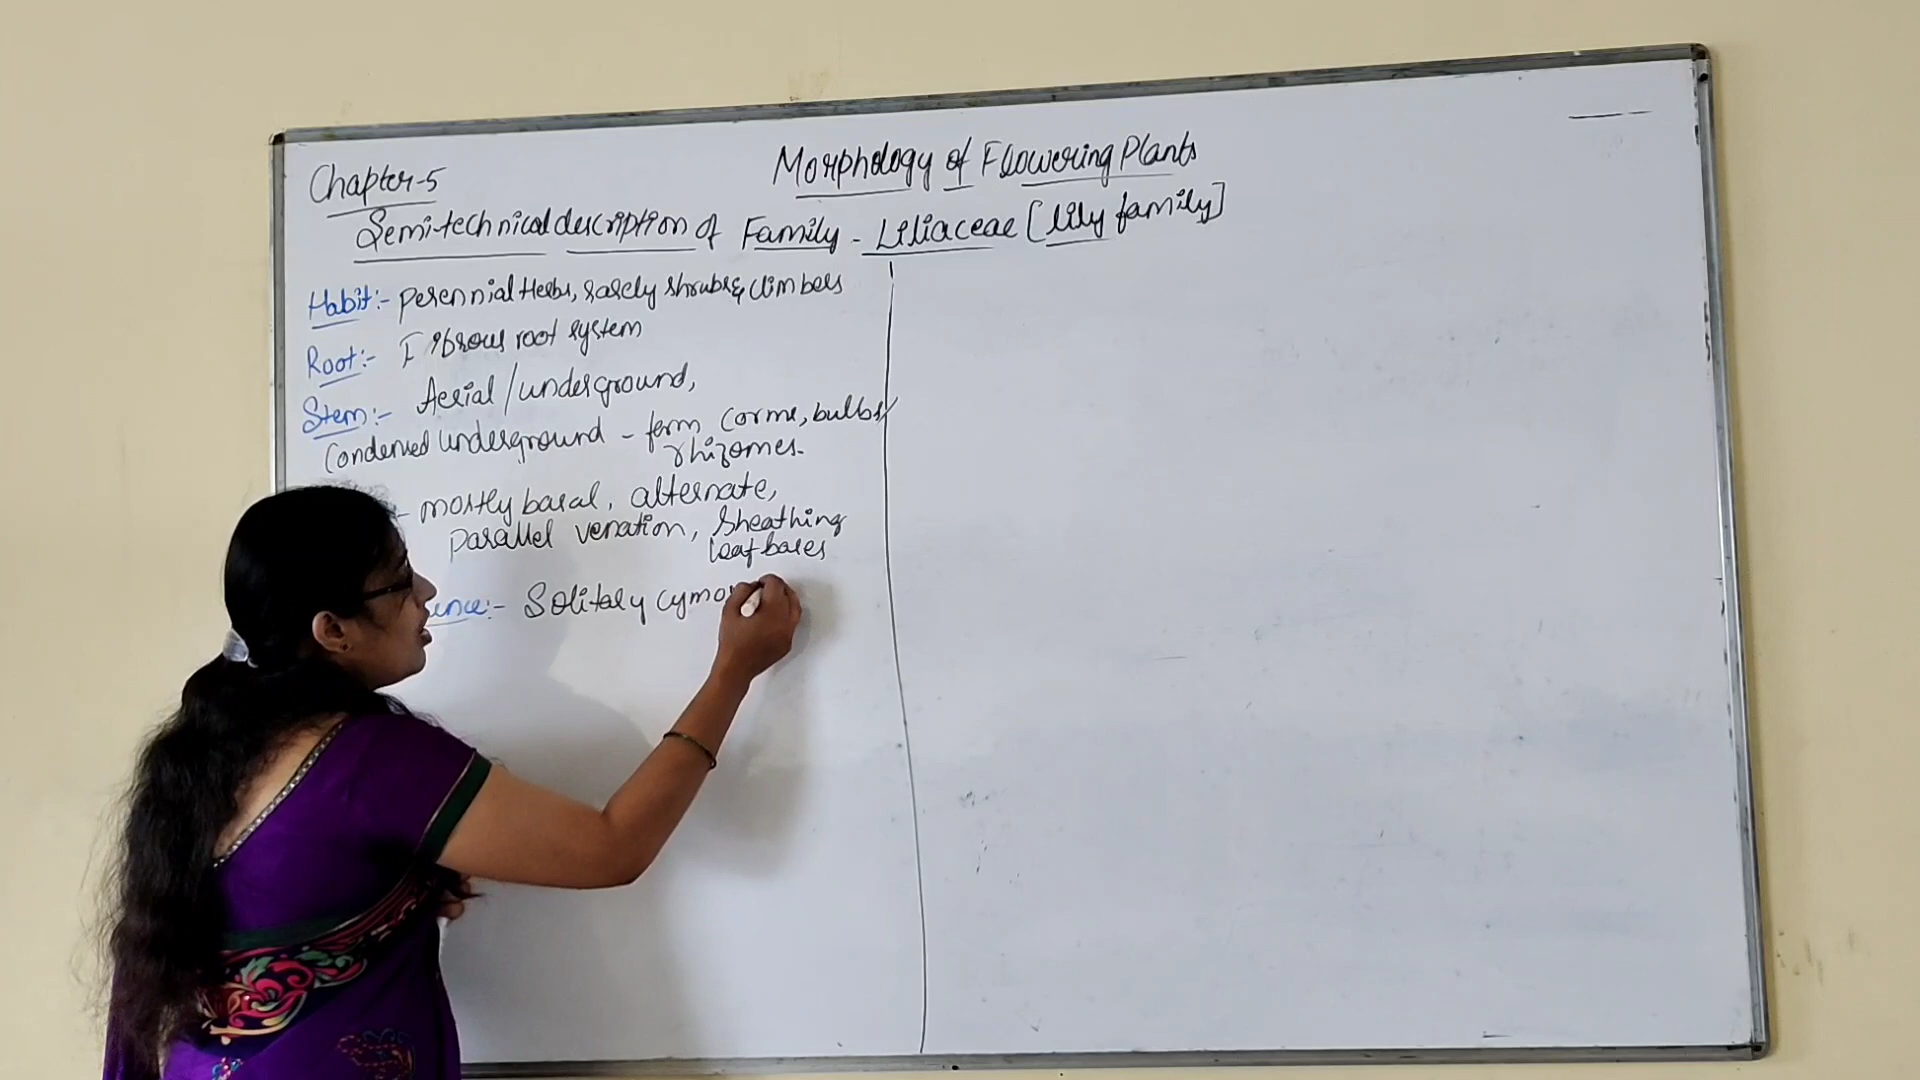 Chapter-5
Morphology of Flowering Plants
Semi-technical description of Family - Liliaceae [lily family]
Habit:- perennial Herbs, rarely shrubs & climbers
Root:- Fibrous root system
Stem:- Aerial / underground,
Condensed underground - form corms, bulbs/
rhizomes.
- mostly basal, alternate,
parallel venation, sheathing
leaf bases
:- Solitary